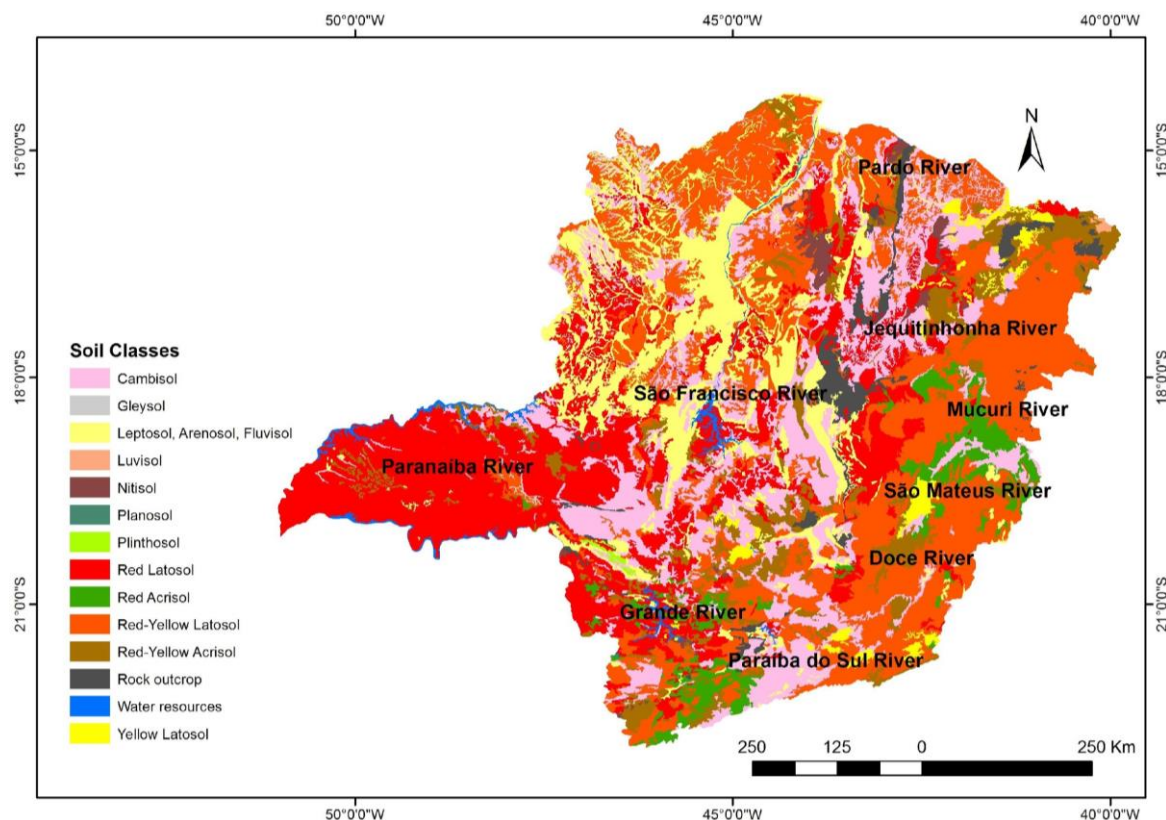 50°0'0"W 45°0'0"W 40°0'0"W
N
15°0'0"S 15°0'0"S
Pardo River
Jequitinhonha River
Soil Classes
18°0'0"S 18°0'0"S
Cambisol
São Francisco River
Gleysol
Mucuri River
Leptosol, Arenosol, Fluvisol
Luvisol
Paranaíba River
Nitisol
São Mateus River
Planosol
Plinthosol
Doce River
Red Latosol
Red Acrisol
21°0'0"S 21°0'0"S
Grande River
Red-Yellow Latosol
Red-Yellow Acrisol
Paraíba do Sul River
Rock outcrop
Water resources
Yellow Latosol
250 125 0 250 Km
50°0'0"W 45°0'0"W 40°0'0"W